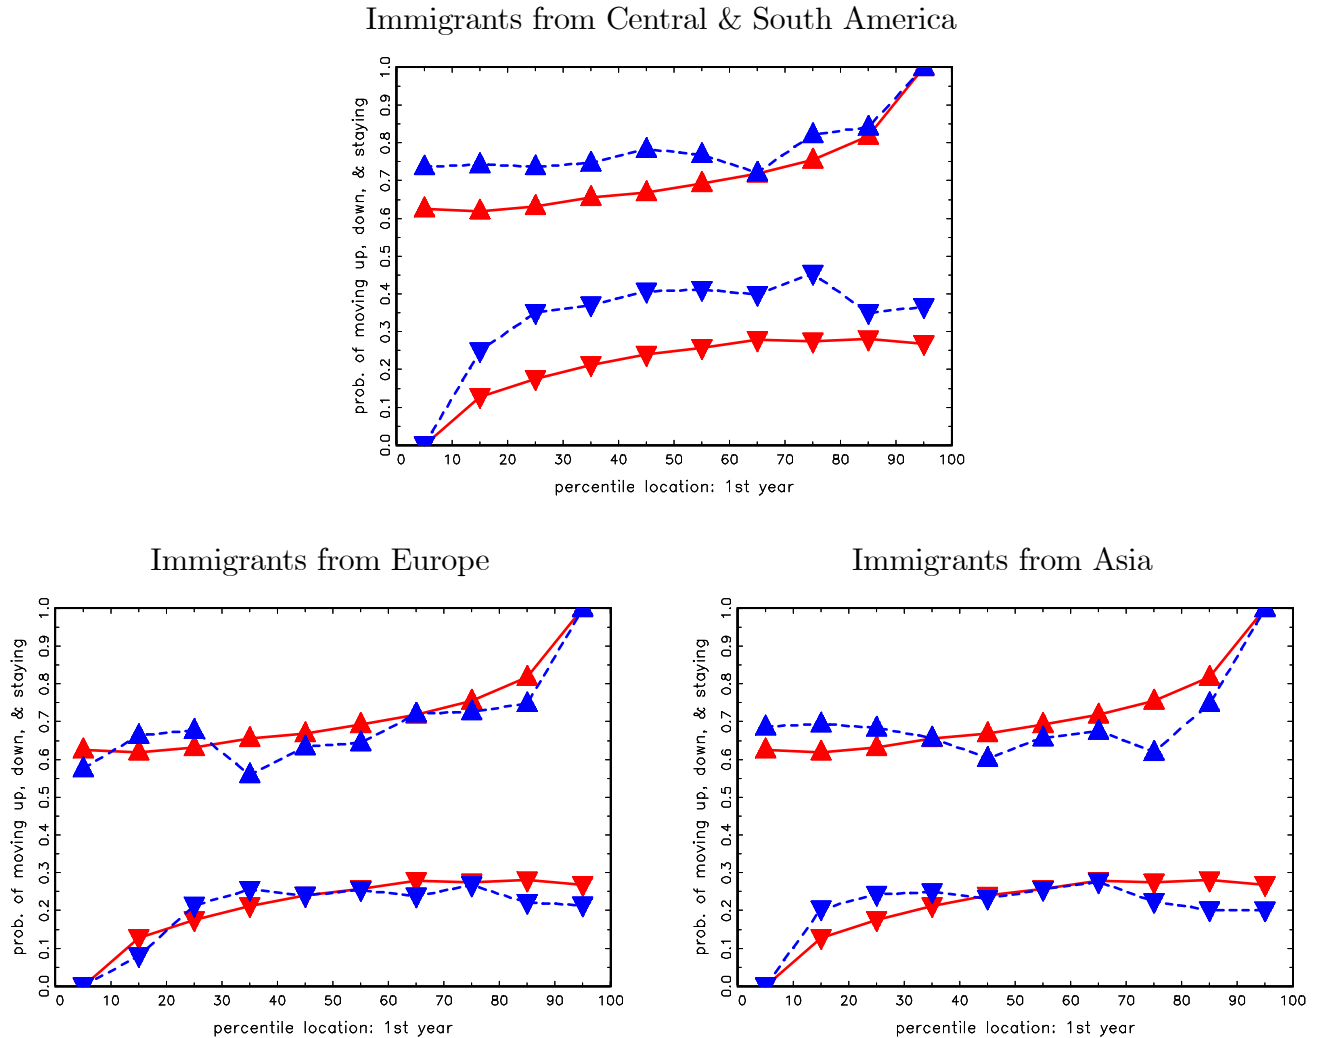 Immigrants from Central & South America
prob. of moving up, down, & staying
0.0 0.1 0.2 0.3 0.4 0.5 0.6 0.7 0.8 0.9 1.0
0 10 20 30 40 50 60 70 80 90 100
percentile location: 1st year
Immigrants from Europe
prob. of moving up, down, & staying
0.0 0.1 0.2 0.3 0.4 0.5 0.6 0.7 0.8 0.9 1.0
0 10 20 30 40 50 60 70 80 90 100
percentile location: 1st year
Immigrants from Asia
prob. of moving up, down, & staying
0.0 0.1 0.2 0.3 0.4 0.5 0.6 0.7 0.8 0.9 1.0
0 10 20 30 40 50 60 70 80 90 100
percentile location: 1st year